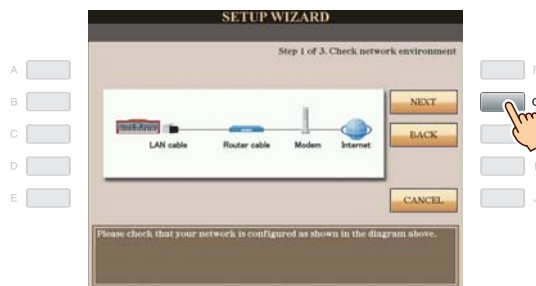 SETUP WIZARD
Step 1 of 3. Check network environment
A
B
C
D
E
NEXT
BACK
CANCEL
LAN cable Router cable Modem Internet
Please check that your network is configured as shown in the diagram above.